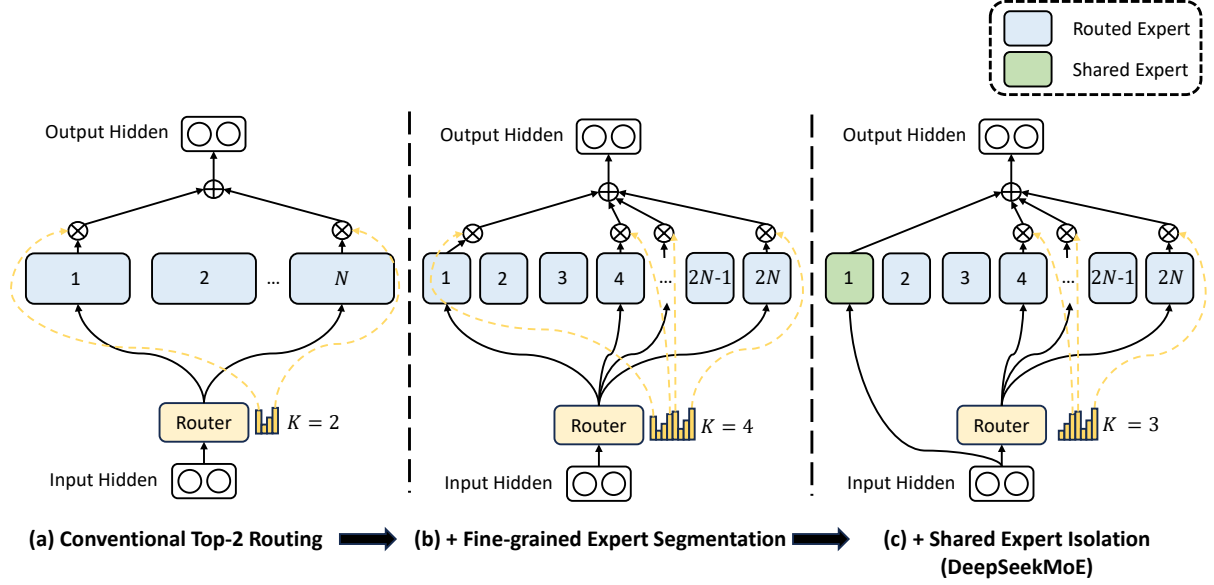 Routed Expert
Shared Expert
Output Hidden
1
2
...
N
Router
K = 2
Input Hidden
(a) Conventional Top-2 Routing
Output Hidden
1
2
3
4
...
2N-1
2N
Router
K = 4
Input Hidden
(b) + Fine-grained Expert Segmentation
Output Hidden
1
2
3
4
...
2N-1
2N
Router
K = 3
Input Hidden
(c) + Shared Expert Isolation
(DeepSeekMoE)